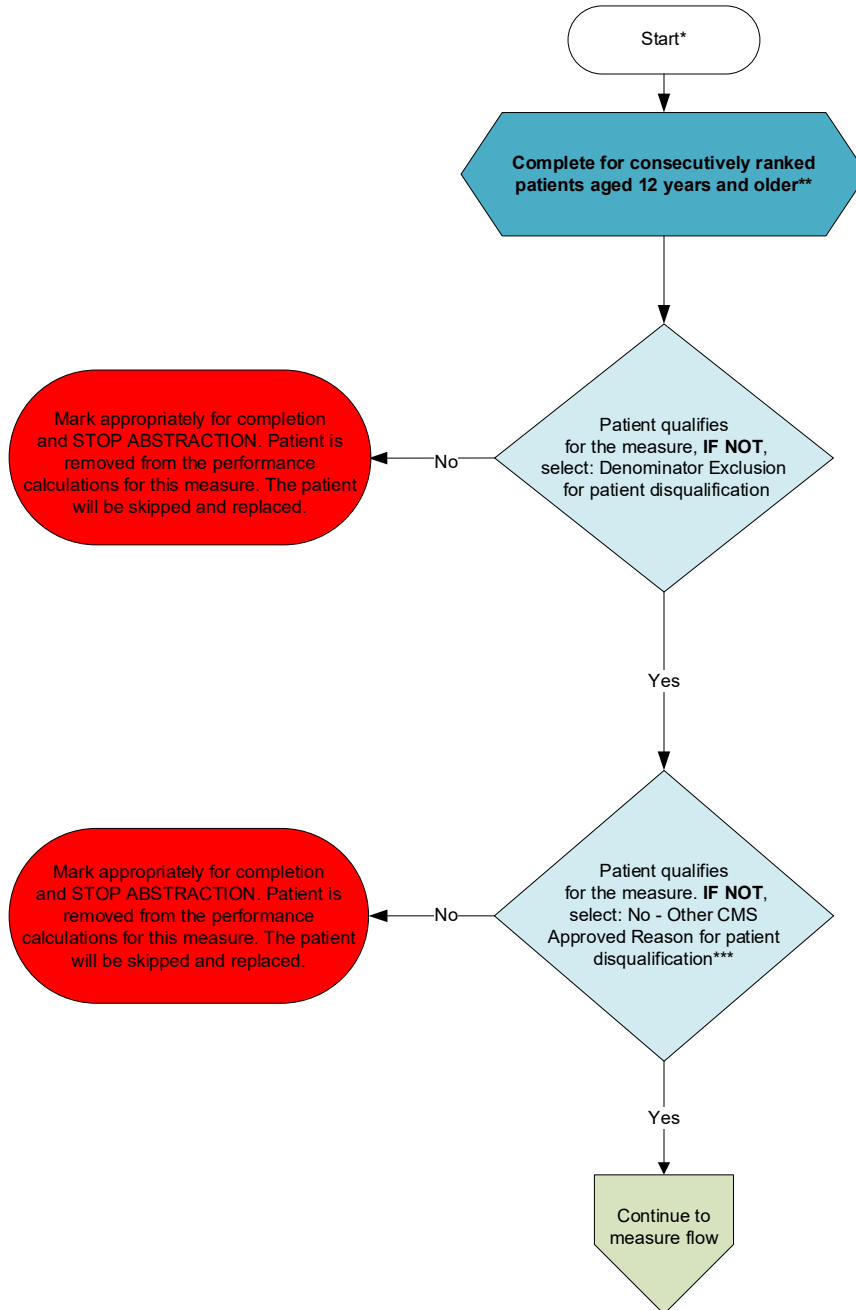 Start*
Complete for consecutively ranked
patients aged 12 years and older**
Patient qualifies
for the measure, IF NOT,
select: Denominator Exclusion
for patient disqualification
No
Mark appropriately for completion
and STOP ABSTRACTION. Patient is
removed from the performance
calculations for this measure. The patient
will be skipped and replaced.
Yes
Patient qualifies
for the measure. IF NOT,
select: No - Other CMS
Approved Reason for patient
disqualification***
No
Mark appropriately for completion
and STOP ABSTRACTION. Patient is
removed from the performance
calculations for this measure. The patient
will be skipped and replaced.
Yes
Continue to
measure flow